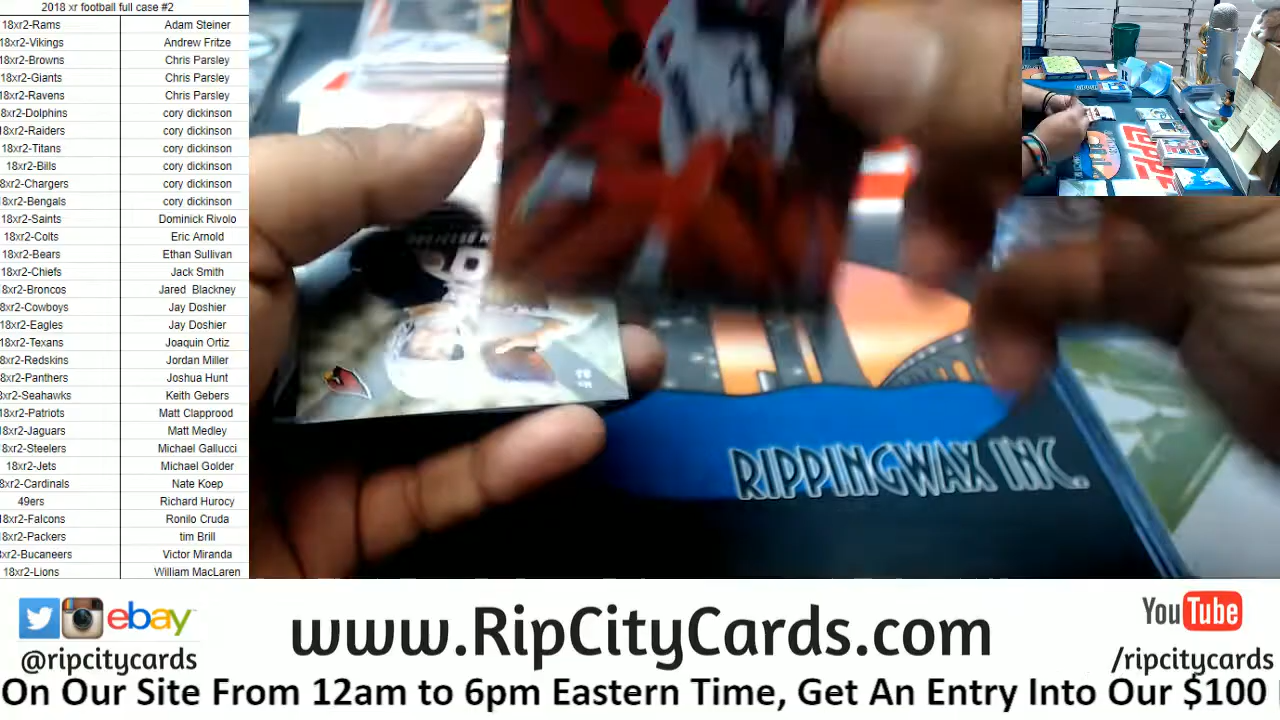 2018 xr football full case #2
18xr2-Rams Adam Steiner
18xr2-Vikings Andrew Fritze
18xr2-Browns Chris Parsley
18xr2-Giants Chris Parsley
18xr2-Ravens Chris Parsley
8xr2-Dolphins cory dickinson
18xr2-Raiders cory dickinson
18xr2-Titans cory dickinson
18xr2-Bills cory dickinson
8xr2-Chargers cory dickinson
8xr2-Bengals cory dickinson
18xr2-Saints Dominick Rivolo
18xr2-Colts Eric Arnold
18xr2-Bears Ethan Sullivan
18xr2-Chiefs Jack Smith
8xr2-Broncos Jared Blackney
8xr2-Cowboys Jay Doshier
18xr2-Eagles Jay Doshier
18xr2-Texans Joaquin Ortiz
8xr2-Redskins Jordan Miller
8xr2-Panthers Joshua Hunt
8xr2-Seahawks Keith Gebers
18xr2-Patriots Matt Clapprood
18xr2-Jaguars Matt Medley
8xr2-Steelers Michael Gallucci
18xr2-Jets Michael Golder
8xr2-Cardinals Nate Koep
49ers Richard Hurocy
18xr2-Falcons Ronilo Cruda
18xr2-Packers tim Brill
8xr2-Bucaneers Victor Miranda
18xr2-Lions William MacLaren
RIPPINGWAX INC.
ebay
@ripcitycards
www.RipCityCards.com
YouTube
/ripcitycards
On Our Site From 12am to 6pm Eastern Time, Get An Entry Into Our $100